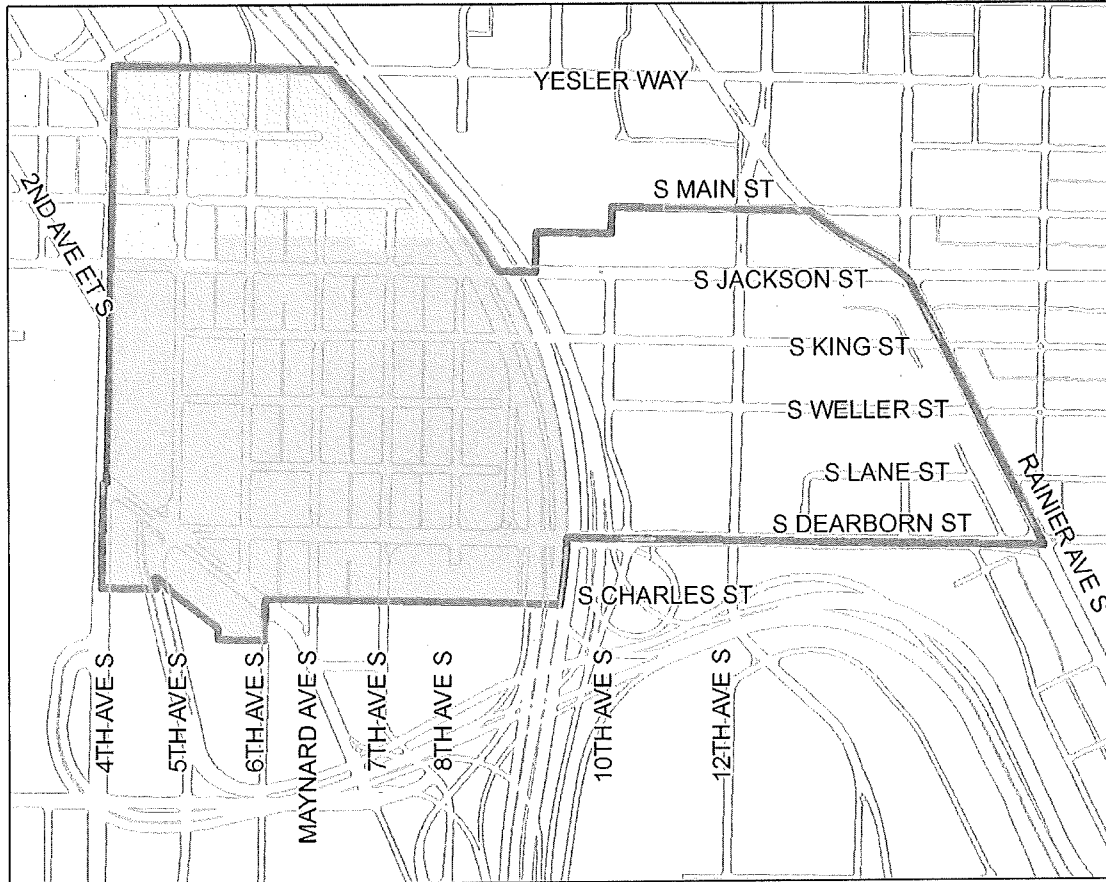 YESLER WAY
2ND AVE ET S
S MAIN ST
S JACKSON ST
S KING ST
S WELLER ST
S LANE ST
RAINIER AVE S
S DEARBORN ST
S CHARLES ST
4TH AVE S
5TH AVE S
6TH AVE S
MAYNARD AVE S
7TH AVE S
8TH AVE S
10TH AVE S
12TH AVE S